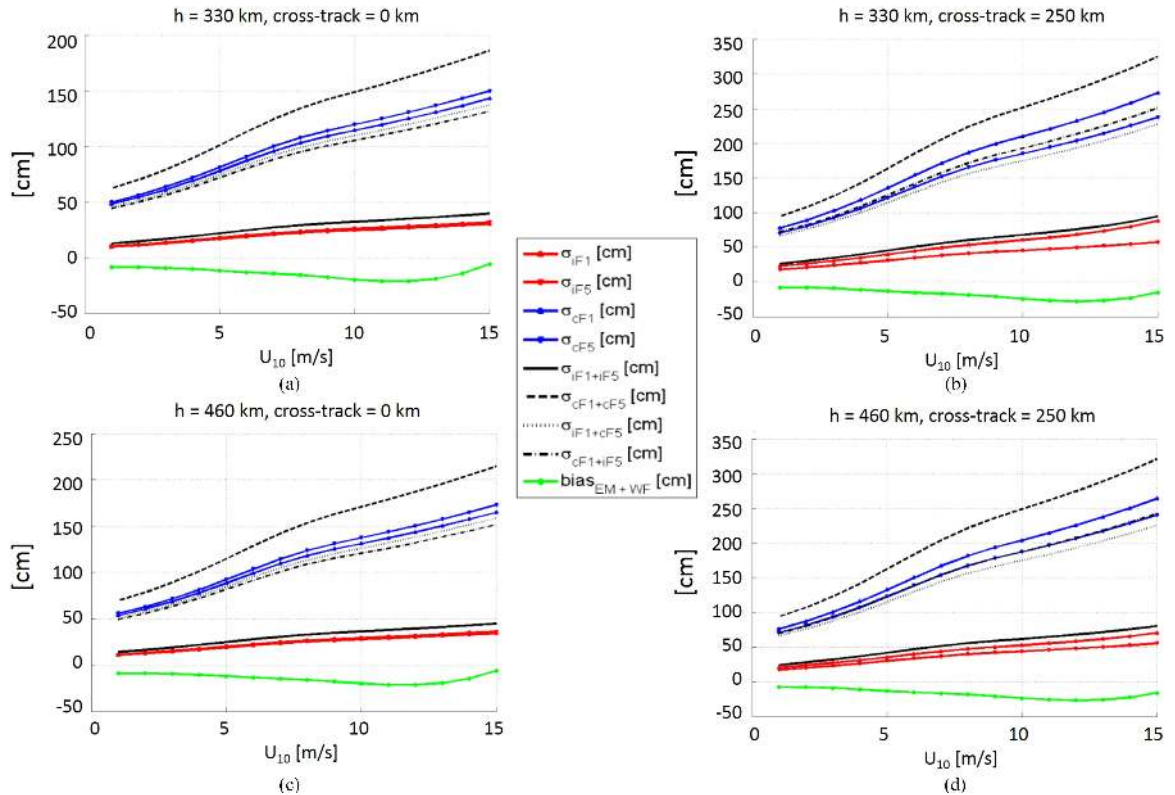 h = 330 km, cross-track = 0 km
200
150
100
50
0
-50
[cm]
0 5 10 15
U10 [m/s]
(a)
h = 330 km, cross-track = 250 km
350
300
250
200
150
100
50
0
-50
[cm]
0 5 10 15
U10 [m/s]
(b)
σiF1 [cm]
σiF5 [cm]
σcF1 [cm]
σcF5 [cm]
σiF1+iF5 [cm]
σcF1+cF5 [cm]
σiF1+cF5 [cm]
σcF1+iF5 [cm]
biasEM + WF [cm]
h = 460 km, cross-track = 0 km
250
200
150
100
50
0
-50
[cm]
0 5 10 15
U10 [m/s]
(c)
h = 460 km, cross-track = 250 km
350
300
250
200
150
100
50
0
-50
[cm]
0 5 10 15
U10 [m/s]
(d)